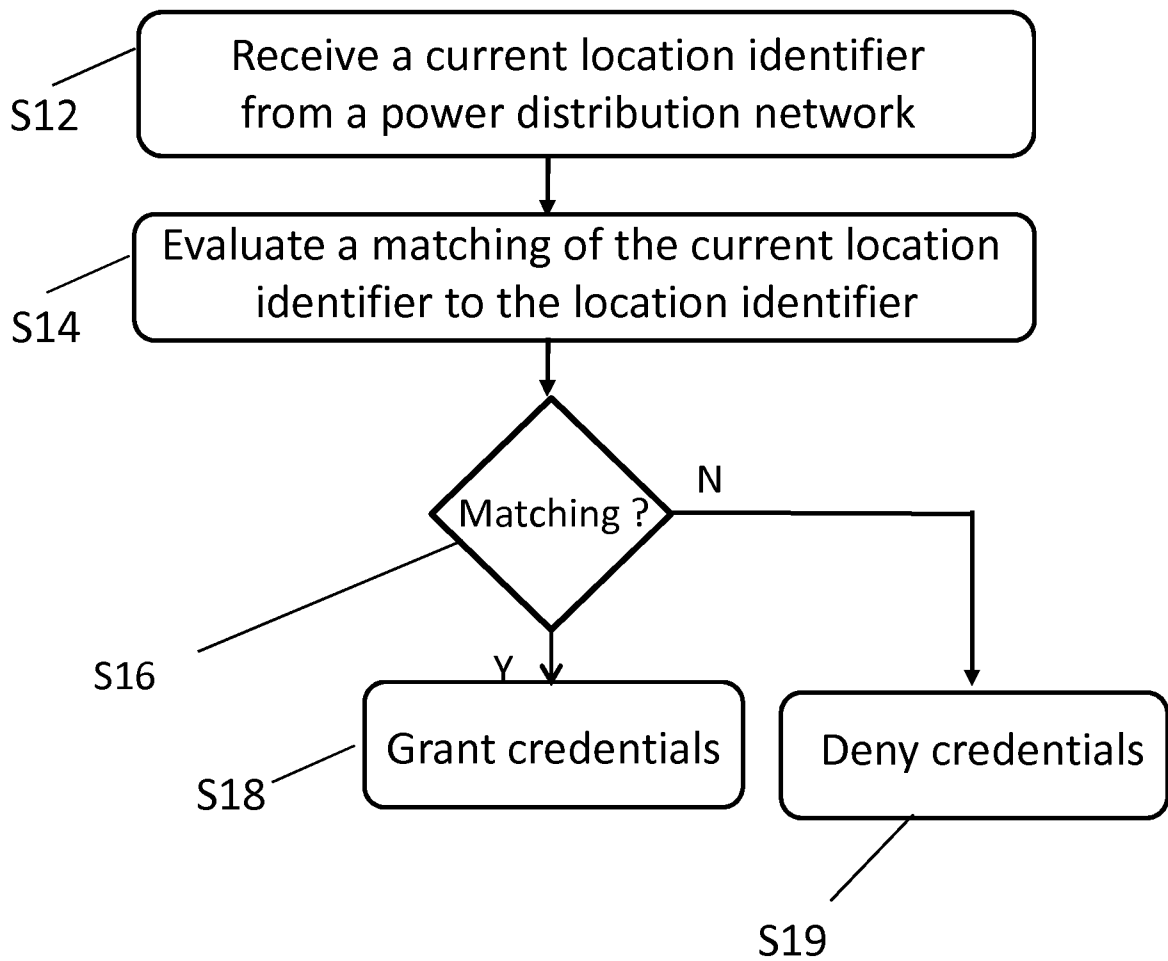 Receive a current location identifier
from a power distribution network
S12
Evaluate a matching of the current location
identifier to the location identifier
S14
Matching ?
N
Y
S16
Grant credentials
Deny credentials
S18
S19